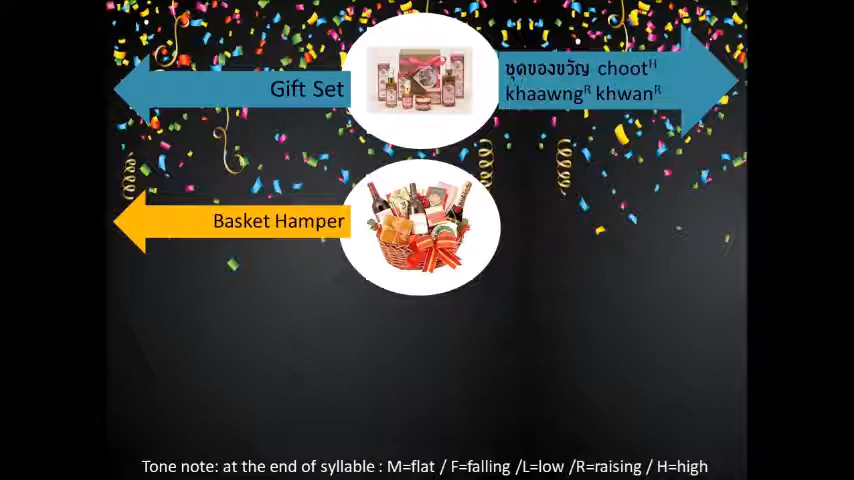 Gift Set
ชุดของขวัญ chootᴴ
khaawngᴿ khwanᴿ
Basket Hamper
Tone note: at the end of syllable : M=flat / F=falling /L=low /R=raising / H=high